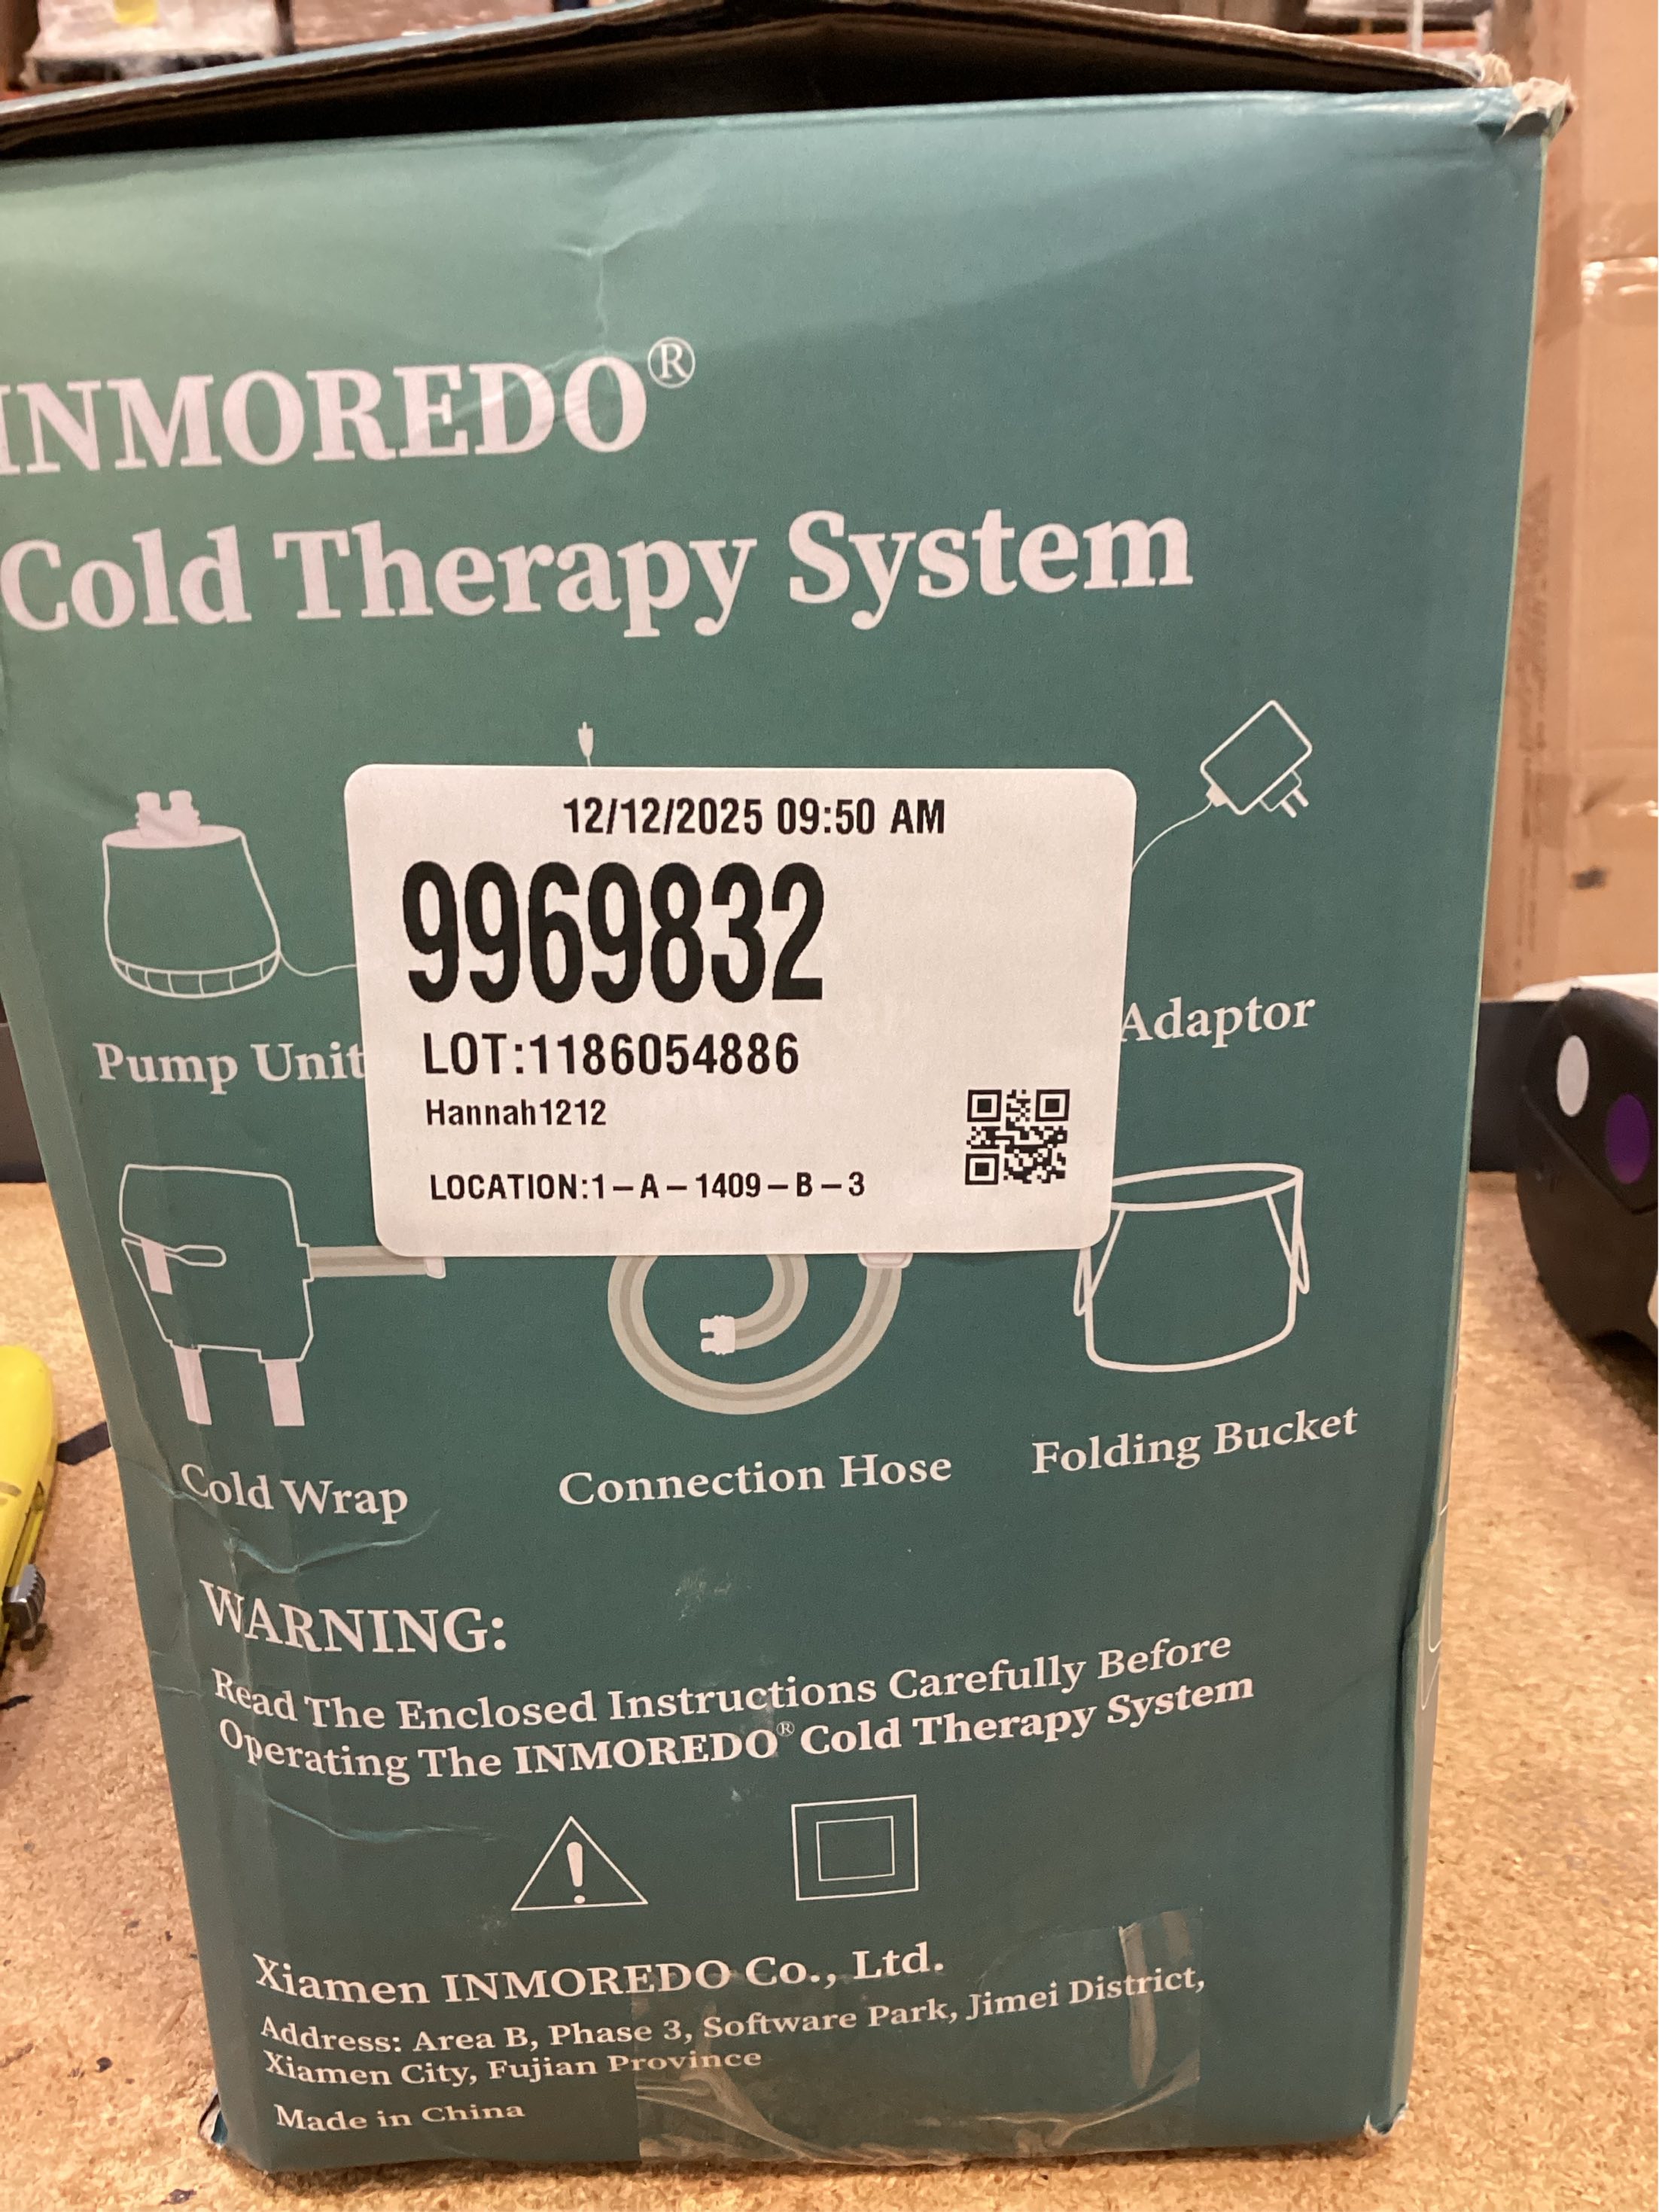 INMOREDO®
Cold Therapy System
12/12/2025 09:50 AM
9969832
LOT:1186054886
Hannah1212
LOCATION:1-A-1409-B-3
Pump Unit
Adaptor
Cold Wrap
Connection Hose
Folding Bucket
WARNING:
Read The Enclosed Instructions Carefully Before
Operating The INMOREDO® Cold Therapy System
Xiamen INMOREDO Co., Ltd.
Address: Area B, Phase 3, Software Park, Jimei District,
Xiamen City, Fujian Province
Made in China